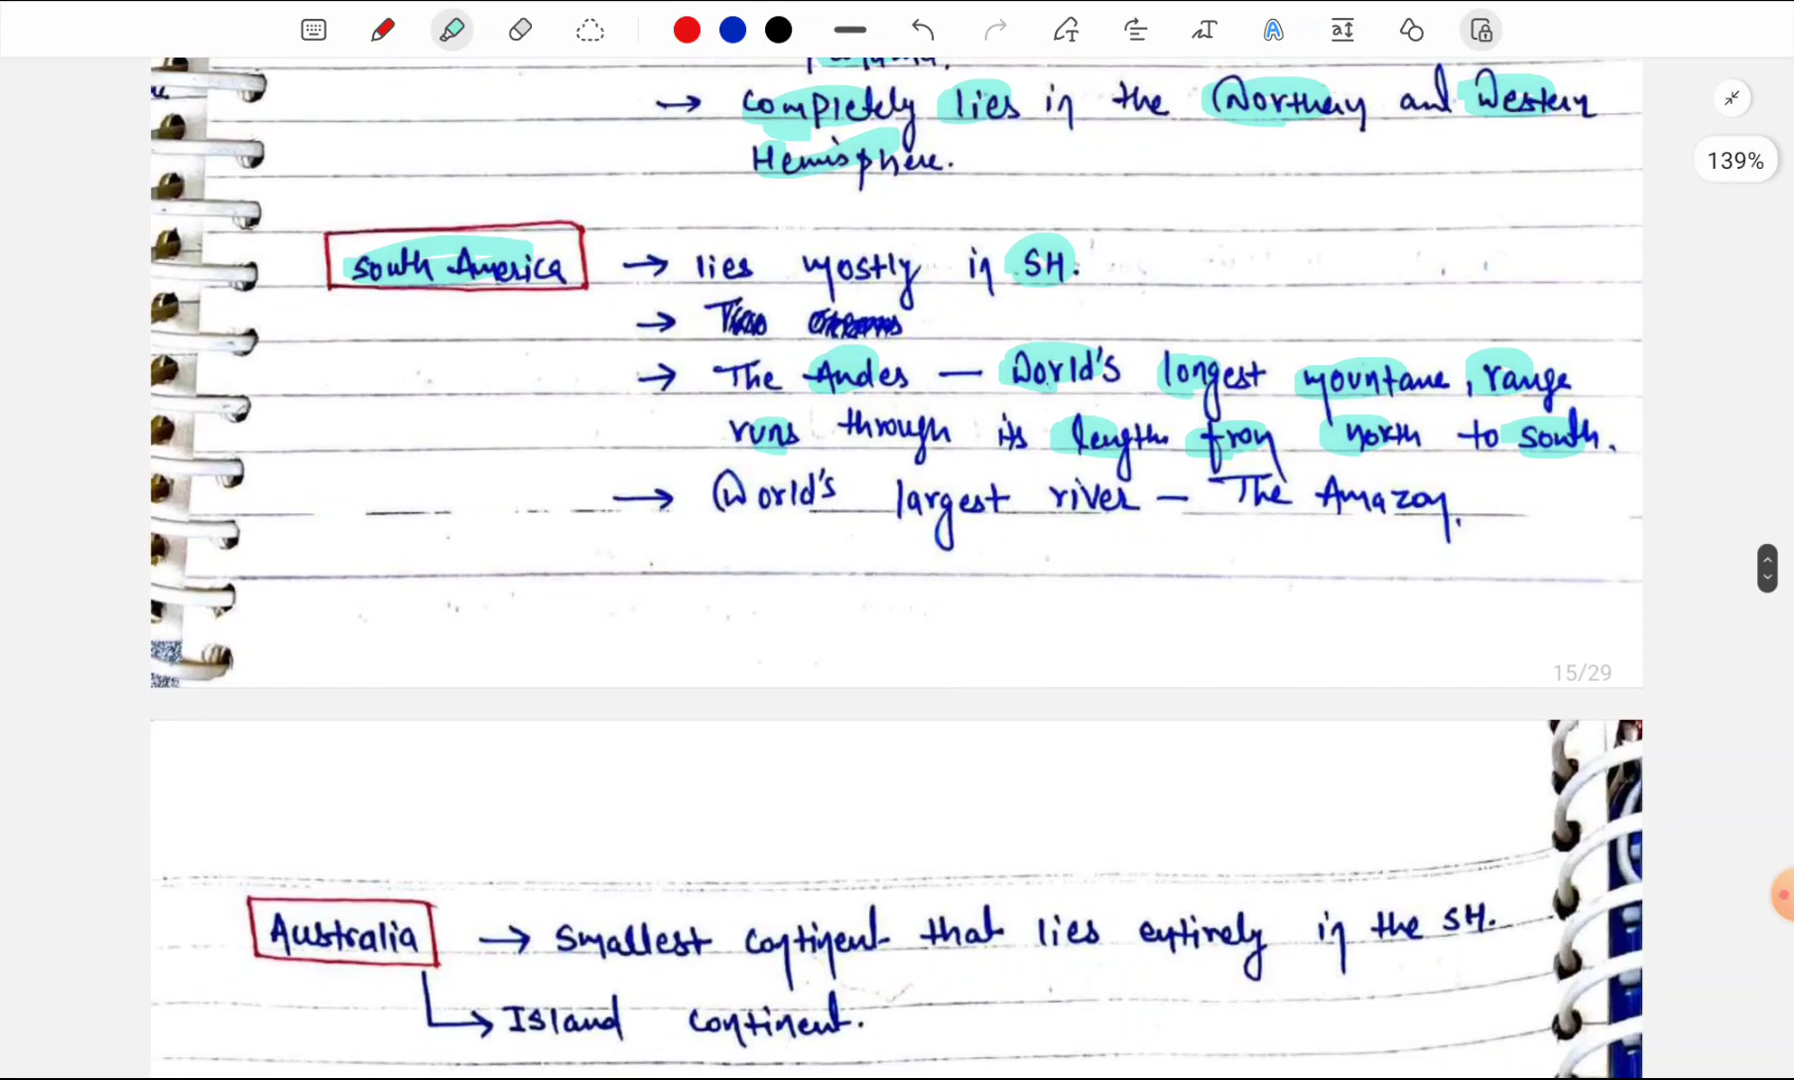 139%
→ completely lies in the Northern and Western
Hemisphere.
South America → lies mostly in SH.
→
→ The Andes — World's longest mountane, range
runs through its lengths from north to south.
→ World's largest river — The Amazon.
15/29
Australia → Smallest continent that lies entirely in the SH.
→ Island continent.